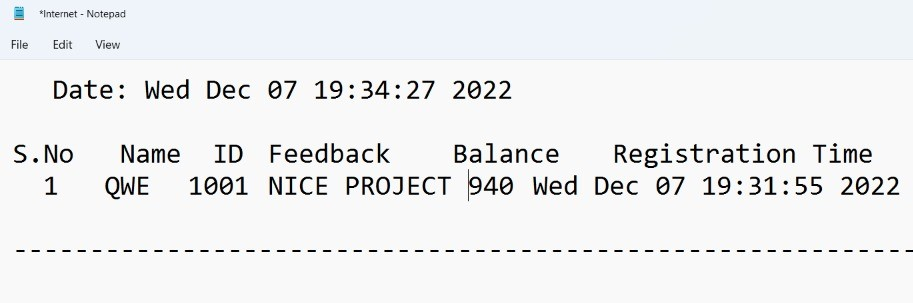 *Internet - Notepad
File Edit View
Date: Wed Dec 07 19:34:27 2022
S.No Name ID Feedback Balance Registration Time
1 QWE 1001 NICE PROJECT 940 Wed Dec 07 19:31:55 2022
--------------------------------------------------------------